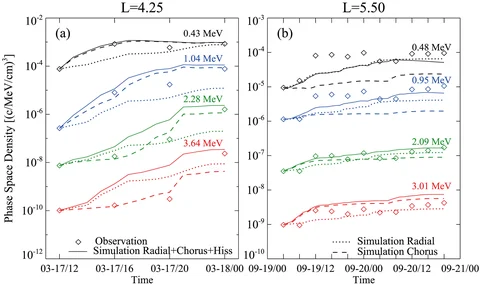 L=4.25
L=5.50
Phase Space Density [(c/MeV/cm)³]
10⁻²
10⁻⁴
10⁻⁶
10⁻⁸
10⁻¹⁰
10⁻¹²
(a)
0.43 MeV
1.04 MeV
2.28 MeV
3.64 MeV
Observation
Simulation Radial+Chorus+Hiss
03-17/12
03-17/16
03-17/20
03-18/00
Time
10⁻³
10⁻⁴
10⁻⁵
10⁻⁶
10⁻⁷
10⁻⁸
10⁻⁹
10⁻¹⁰
(b)
0.48 MeV
0.95 MeV
2.09 MeV
3.01 MeV
Simulation Radial
Simulation Chorus
09-19/00
09-19/12
09-20/00
09-20/12
09-21/00
Time